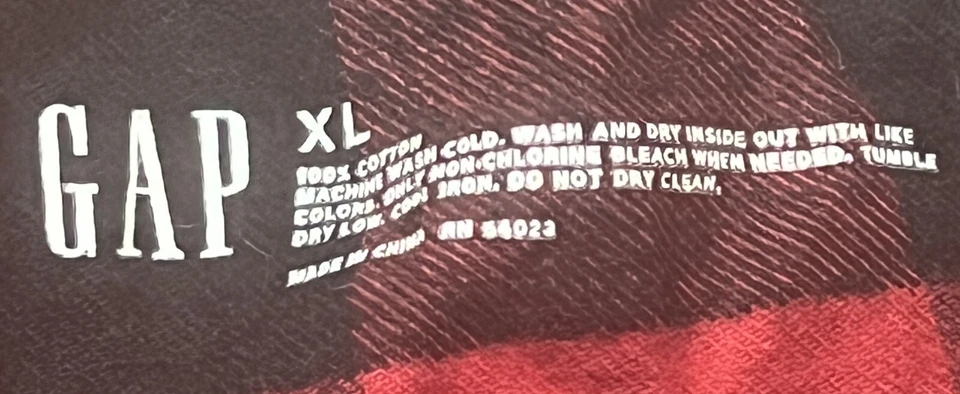 GAP
XL
100% COTTON
MACHINE WASH COLD. WASH AND DRY INSIDE OUT WITH LIKE
COLORS. ONLY NON-CHLORINE BLEACH WHEN NEEDED. TUMBLE
DRY LOW. COOL IRON. DO NOT DRY CLEAN.
MADE IN CHINA RN 54023